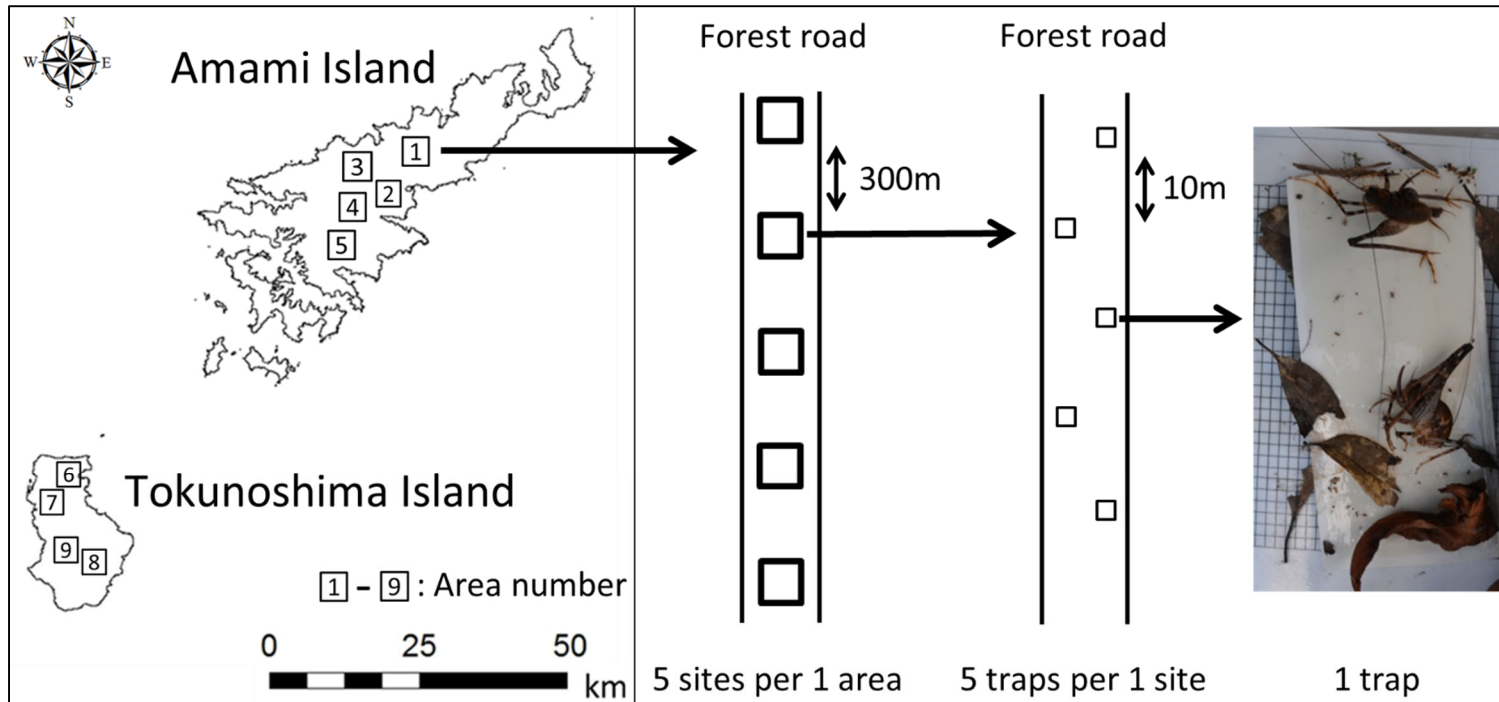 N
W E
S
Amami Island
1
3
2
4
5
Tokunoshima Island
6
7
9
8
1 – 9 : Area number
0 25 50
km
Forest road
300m
5 sites per 1 area
Forest road
10m
5 traps per 1 site
1 trap